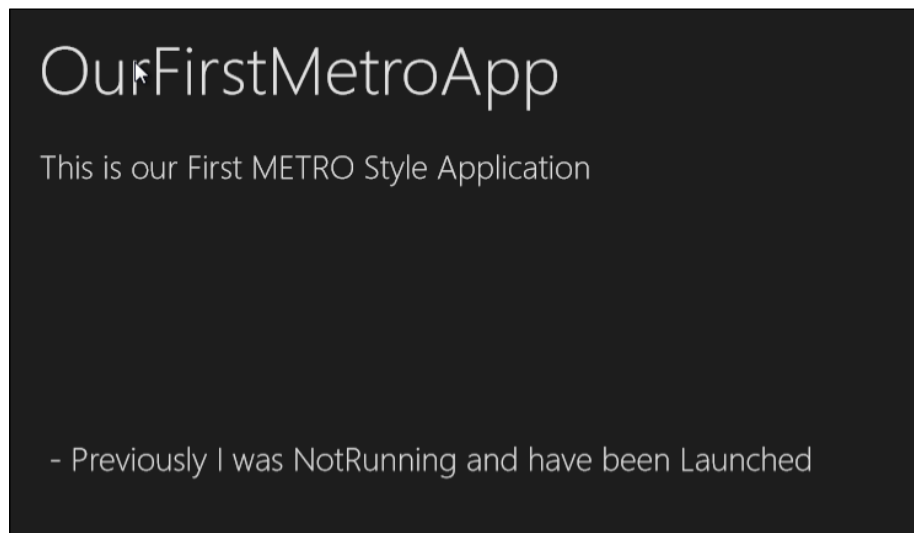 OurFirstMetroApp
This is our First METRO Style Application
- Previously I was NotRunning and have been Launched